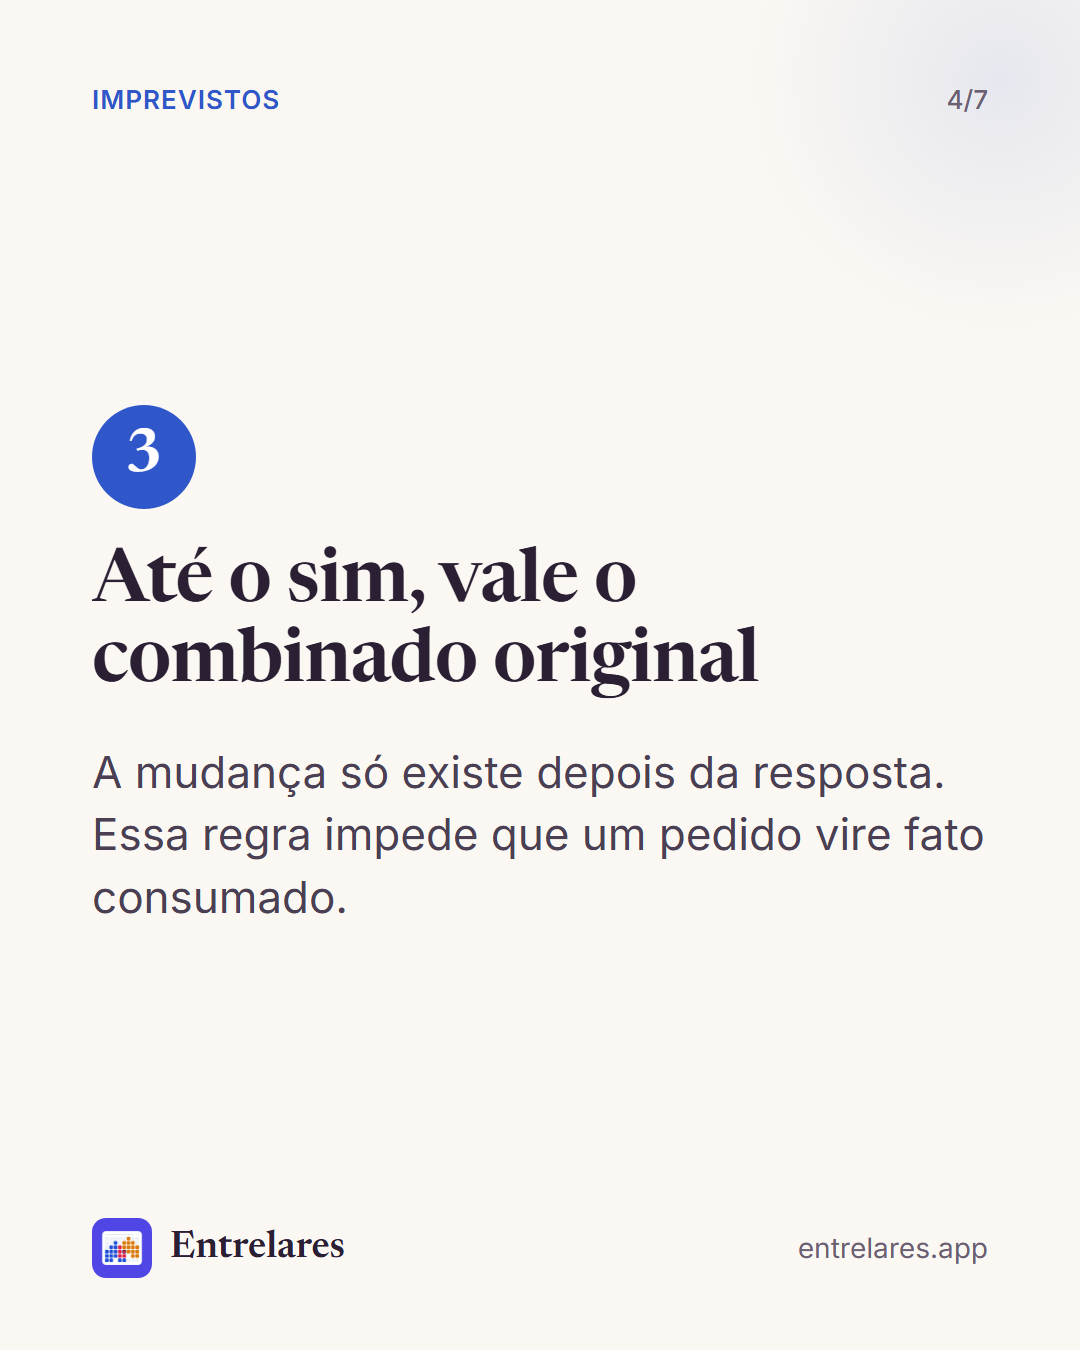 IMPREVISTOS
4/7
3
Até o sim, vale o
combinado original
A mudança só existe depois da resposta.
Essa regra impede que um pedido vire fato
consumado.
Entrelares
entrelares.app